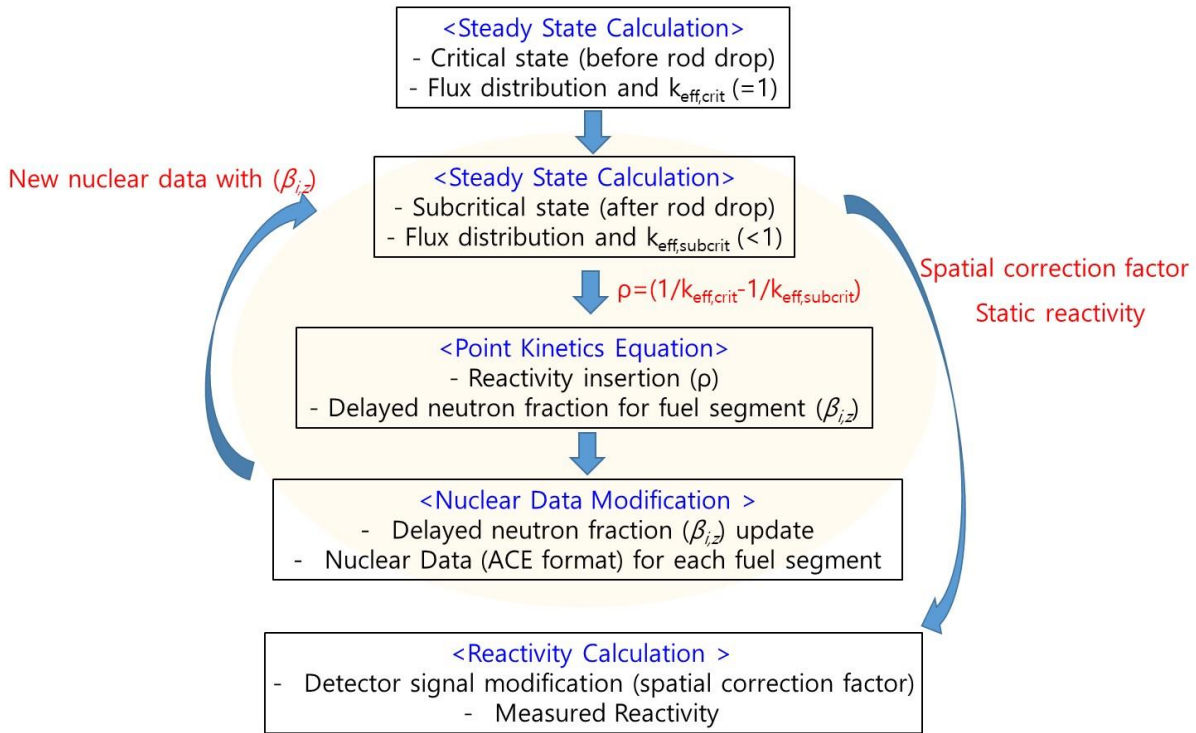 <Steady State Calculation>
- Critical state (before rod drop)
- Flux distribution and keff,crit (=1)
New nuclear data with (βi,z)
<Steady State Calculation>
- Subcritical state (after rod drop)
- Flux distribution and keff,subcrit (<1)
ρ=(1/keff,crit-1/keff,subcrit)
Spatial correction factor
Static reactivity
<Point Kinetics Equation>
- Reactivity insertion (ρ)
- Delayed neutron fraction for fuel segment (βi,z)
<Nuclear Data Modification >
- Delayed neutron fraction (βi,z) update
- Nuclear Data (ACE format) for each fuel segment
<Reactivity Calculation >
- Detector signal modification (spatial correction factor)
- Measured Reactivity